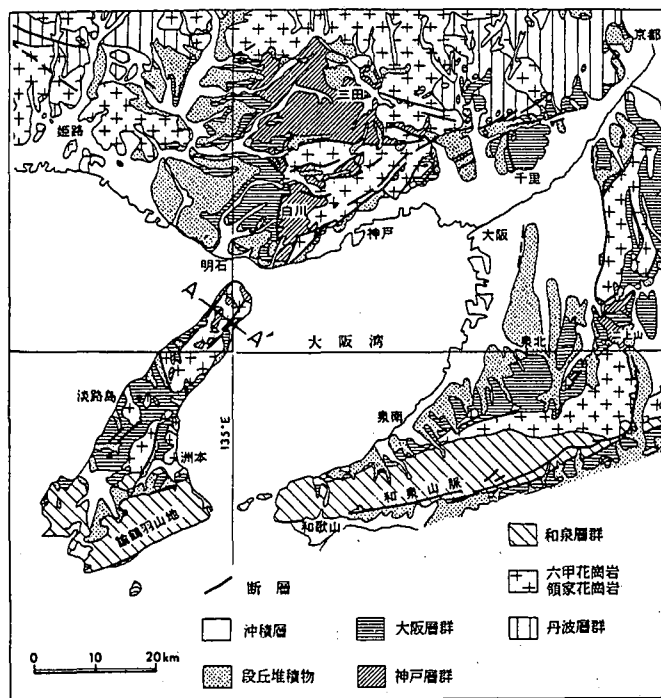 京都
三田
姫路
千里
白川
神戸
大阪
明石
A
A'
大阪湾
泉北
淡路島
泉南
135°E
洲本
和泉山脈
和歌山
諭鶴羽山地
和泉層群
断層
六甲花崗岩
領家花崗岩
沖積層
大阪層群
丹波層群
段丘堆積物
神戸層群
0 10 20km